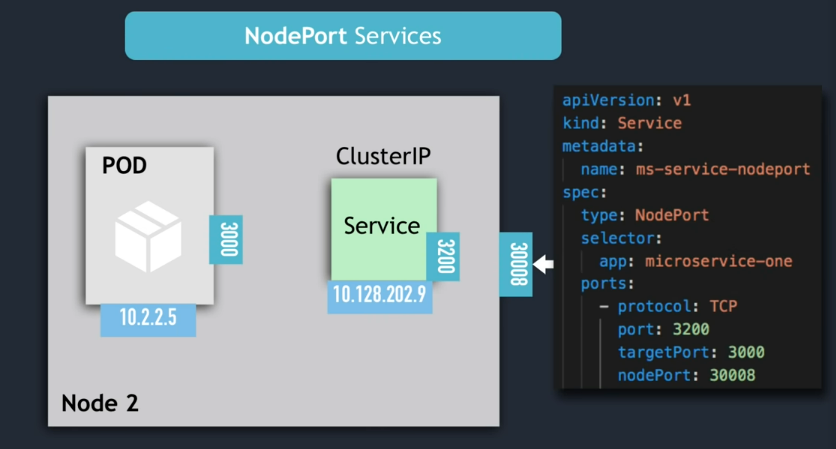 NodePort Services
POD
3000
10.2.2.5
ClusterIP
Service
3200
10.128.202.9
30008
Node 2
apiVersion: v1
kind: Service
metadata:
  name: ms-service-nodeport
spec:
  type: NodePort
  selector:
    app: microservice-one
  ports:
    - protocol: TCP
      port: 3200
      targetPort: 3000
      nodePort: 30008